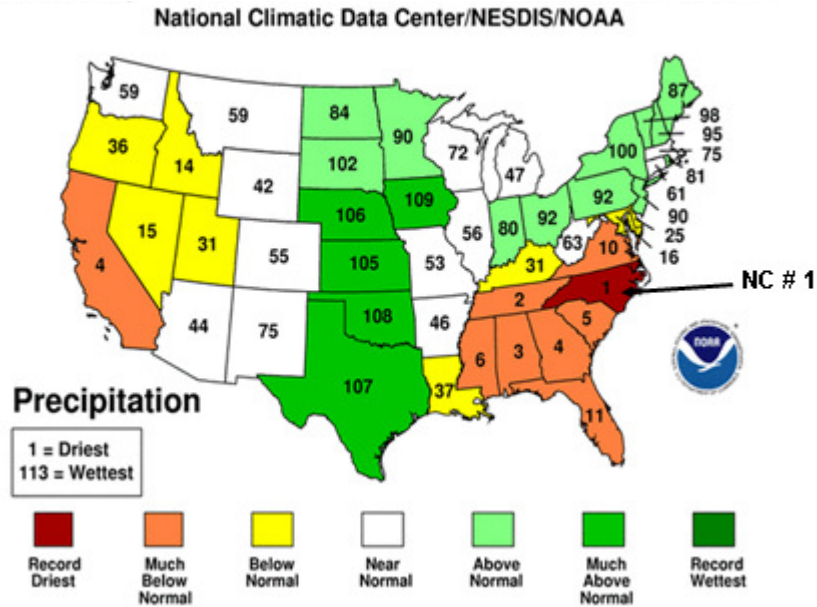 National Climatic Data Center/NESDIS/NOAA
59
59
84
90
87
36
14
102
72
47
100
98
95
75
81
42
109
92
61
15
31
106
56
80
92
63
90
25
16
4
55
105
53
31
10
44
75
108
46
2
1
NC # 1
107
6
3
4
5
37
11
NOAA
Precipitation
1 = Driest
113 = Wettest
Record
Driest
Much
Below
Normal
Below
Normal
Near
Normal
Above
Normal
Much
Above
Normal
Record
Wettest